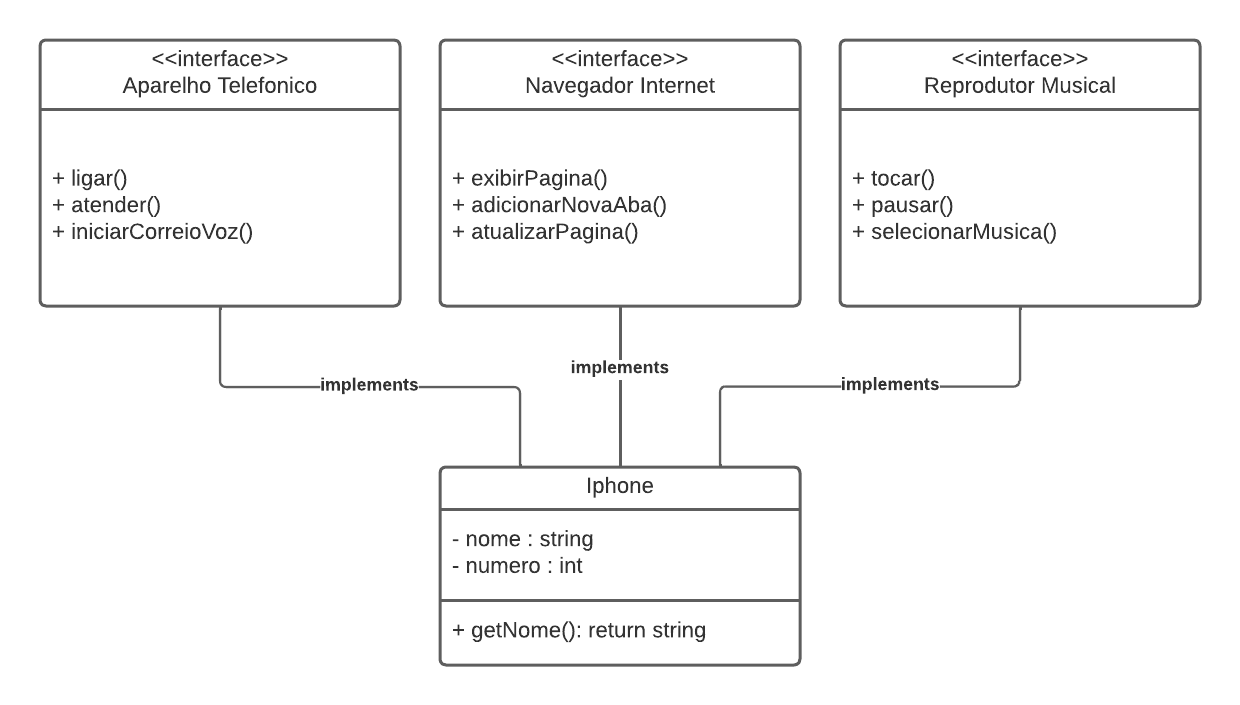 <<interface>>
Aparelho Telefonico
+ ligar()
+ atender()
+ iniciarCorreioVoz()
<<interface>>
Navegador Internet
+ exibirPagina()
+ adicionarNovaAba()
+ atualizarPagina()
<<interface>>
Reprodutor Musical
+ tocar()
+ pausar()
+ selecionarMusica()
implements
implements
implements
Iphone
- nome : string
- numero : int
+ getNome(): return string